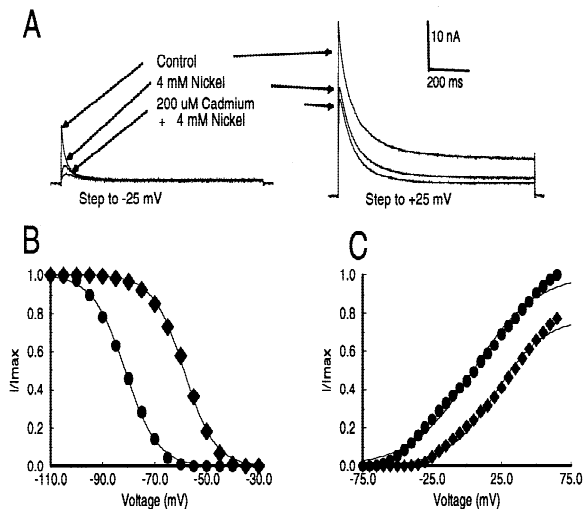 A
Control
4 mM Nickel
200 uM Cadmium
+ 4 mM Nickel
Step to -25 mV
10 nA
200 ms
Step to +25 mV
B
I/Imax
1.0
0.8
0.6
0.4
0.2
0.0
-110.0 -90.0 -70.0 -50.0 -30.0
Voltage (mV)
C
I/Imax
1.0
0.8
0.6
0.4
0.2
0.0
-75.0 -25.0 25.0 75.0
Voltage (mV)